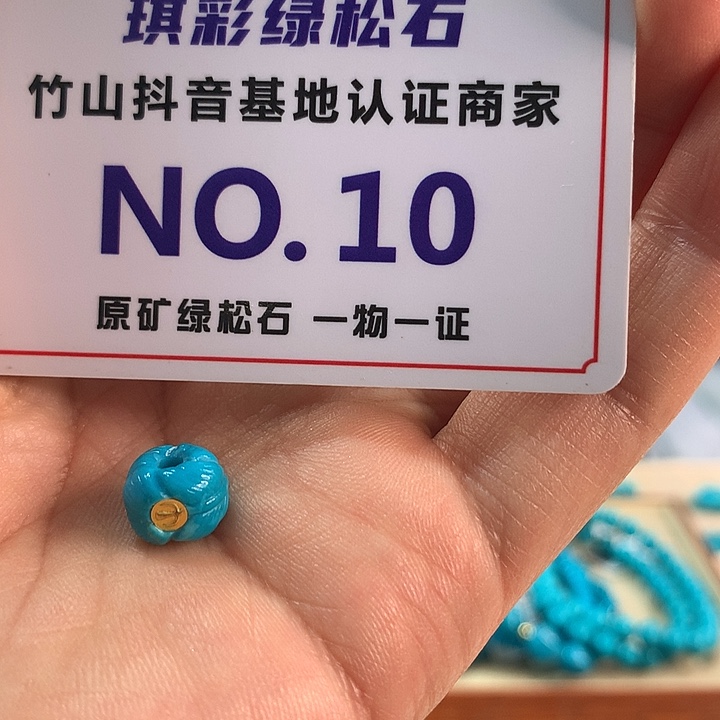 琪彩绿松石
竹山抖音基地认证商家
NO.10
原矿绿松石 一物一证